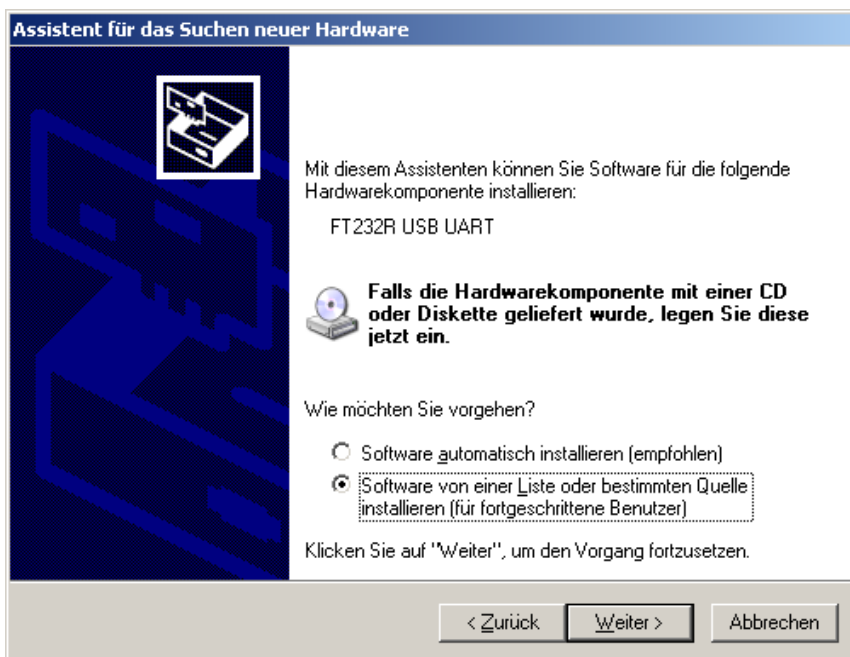 Assistent für das Suchen neuer Hardware
Mit diesem Assistenten können Sie Software für die folgende
Hardwarekomponente installieren:
FT232R USB UART
Falls die Hardwarekomponente mit einer CD
oder Diskette geliefert wurde, legen Sie diese
jetzt ein.
Wie möchten Sie vorgehen?
Software automatisch installieren (empfohlen)
Software von einer Liste oder bestimmten Quelle
installieren (für fortgeschrittene Benutzer)
Klicken Sie auf "Weiter", um den Vorgang fortzusetzen.
< Zurück Weiter > Abbrechen